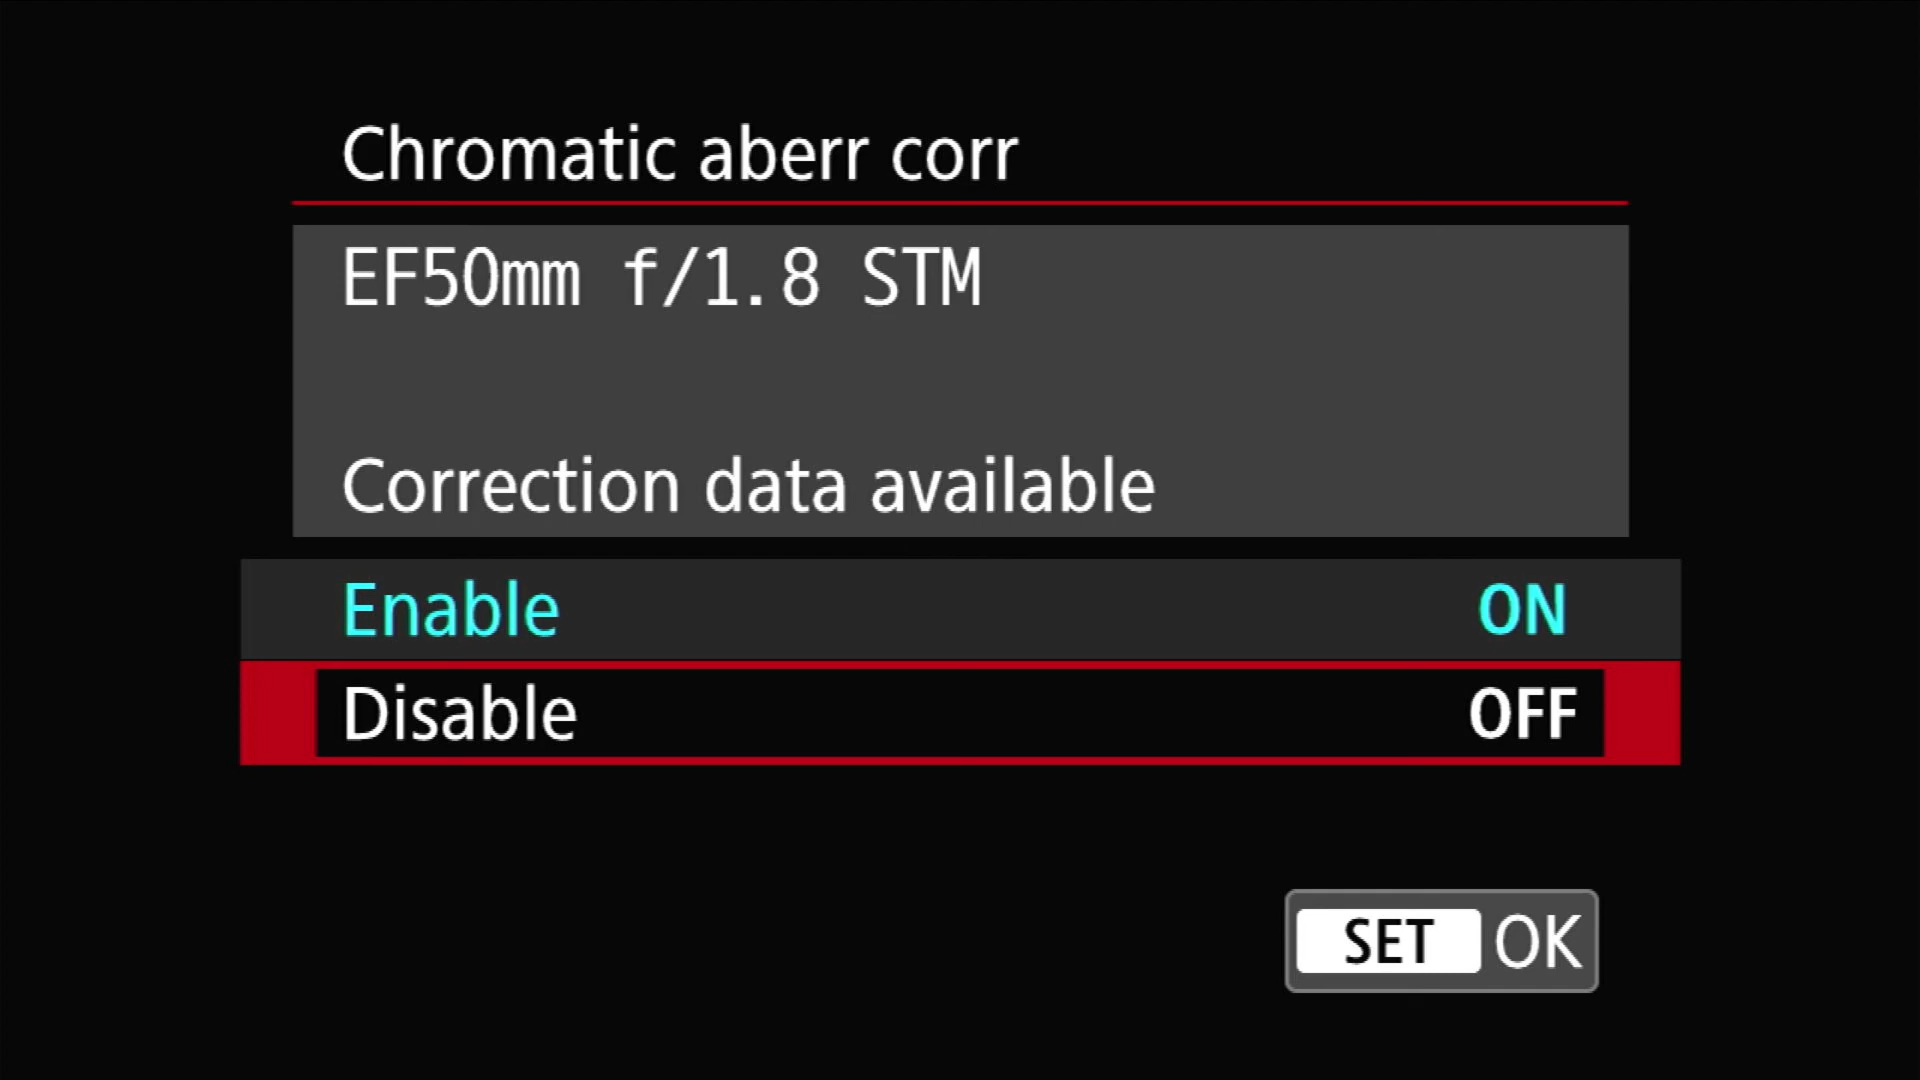 Chromatic aberr corr
EF50mm f/1.8 STM
Correction data available
Enable ON
Disable OFF
SET OK